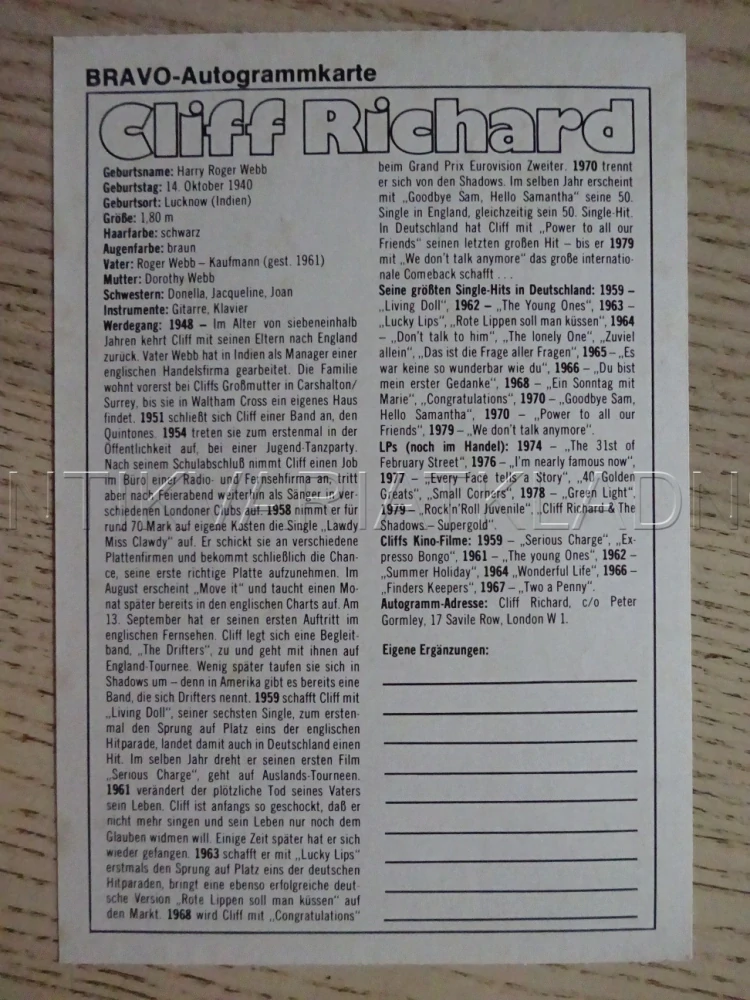 BRAVO-Autogrammkarte
Cliff Richard
Geburtsname: Harry Roger Webb
Geburtstag: 14. Oktober 1940
Geburtsort: Lucknow (Indien)
Größe: 1,80 m
Haarfarbe: schwarz
Augenfarbe: braun
Vater: Roger Webb – Kaufmann (gest. 1961)
Mutter: Dorothy Webb
Schwestern: Donella, Jacqueline, Joan
Instrumente: Gitarre, Klavier
Werdegang: 1948 – Im Alter von siebeneinhalb
Jahren kehrt Cliff mit seinen Eltern nach England
zurück. Vater Webb hat in Indien als Manager einer
englischen Handelsfirma gearbeitet. Die Familie
wohnt vorerst bei Cliffs Großmutter in Carshalton/
Surrey, bis sie in Waltham Cross ein eigenes Haus
findet. 1951 schließt sich Cliff einer Band an, den
Quintones. 1954 treten sie zum erstenmal in der
Öffentlichkeit auf, bei einer Jugend-Tanzparty.
Nach seinem Schulabschluß nimmt Cliff einen Job
im Büro einer Radio- und Fernsehfirma an, tritt
aber nach Feierabend weiterhin als Sänger in ver-
schiedenen Londoner Clubs auf. 1958 nimmt er für
rund 70 Mark auf eigene Kosten die Single „Lawdy
Miss Clawdy" auf. Er schickt sie an verschiedene
Plattenfirmen und bekommt schließlich die Chan-
ce, seine erste richtige Platte aufzunehmen. Im
August erscheint „Move it" und taucht einen Mo-
nat später bereits in den englischen Charts auf. Am
13. September hat er seinen ersten Auftritt im
englischen Fernsehen. Cliff legt sich eine Begleit-
band, „The Drifters", zu und geht mit ihnen auf
England-Tournee. Wenig später taufen sie sich in
Shadows um – denn in Amerika gibt es bereits eine
Band, die sich Drifters nennt. 1959 schafft Cliff mit
„Living Doll", seiner sechsten Single, zum ersten-
mal den Sprung auf Platz eins der englischen
Hitparade, landet damit auch in Deutschland einen
Hit. Im selben Jahr dreht er seinen ersten Film
„Serious Charge", geht auf Auslands-Tourneen.
1961 verändert der plötzliche Tod seines Vaters
sein Leben. Cliff ist anfangs so geschockt, daß er
nicht mehr singen und sein Leben nur noch dem
Glauben widmen will. Einige Zeit später hat er sich
wieder gefangen. 1963 schafft er mit „Lucky Lips"
erstmals den Sprung auf Platz eins der deutschen
Hitparaden, bringt eine ebenso erfolgreiche deut-
sche Version „Rote Lippen soll man küssen" auf
den Markt. 1968 wird Cliff mit „Congratulations"
beim Grand Prix Eurovision Zweiter. 1970 trennt
er sich von den Shadows. Im selben Jahr erscheint
mit „Goodbye Sam, Hello Samantha" seine 50.
Single in England, gleichzeitig sein 50. Single-Hit.
In Deutschland hat Cliff mit „Power to all our
Friends" seinen letzten großen Hit – bis er 1979
mit „We don't talk anymore" das große internatio-
nale Comeback schafft . . .
Seine größten Single-Hits in Deutschland: 1959 –
„Living Doll", 1962 – „The Young Ones", 1963 –
„Lucky Lips", „Rote Lippen soll man küssen", 1964
– „Don't talk to him", „The lonely One", „Zuviel
allein", „Das ist die Frage aller Fragen", 1965 – „Es
war keine so wunderbar wie du", 1966 – „Du bist
mein erster Gedanke", 1968 – „Ein Sonntag mit
Marie", „Congratulations", 1970 – „Goodbye Sam,
Hello Samantha", 1970 – „Power to all our
Friends", 1979 – „We don't talk anymore".
LPs (noch im Handel): 1974 – „The 31st of
February Street", 1976 – „I'm nearly famous now",
1977 – „Every Face tells a Story", „40 Golden
Greats", „Small Corners", 1978 – „Green Light",
1979 – „Rock'n'Roll Juvenile", „Cliff Richard & The
Shadows – Supergold".
Cliffs Kino-Filme: 1959 – „Serious Charge", „Ex-
presso Bongo", 1961 – „The young Ones", 1962 –
„Summer Holiday", 1964 „Wonderful Life", 1966 –
„Finders Keepers", 1967 – „Two a Penny".
Autogramm-Adresse: Cliff Richard, c/o Peter
Gormley, 17 Savile Row, London W 1.
Eigene Ergänzungen: